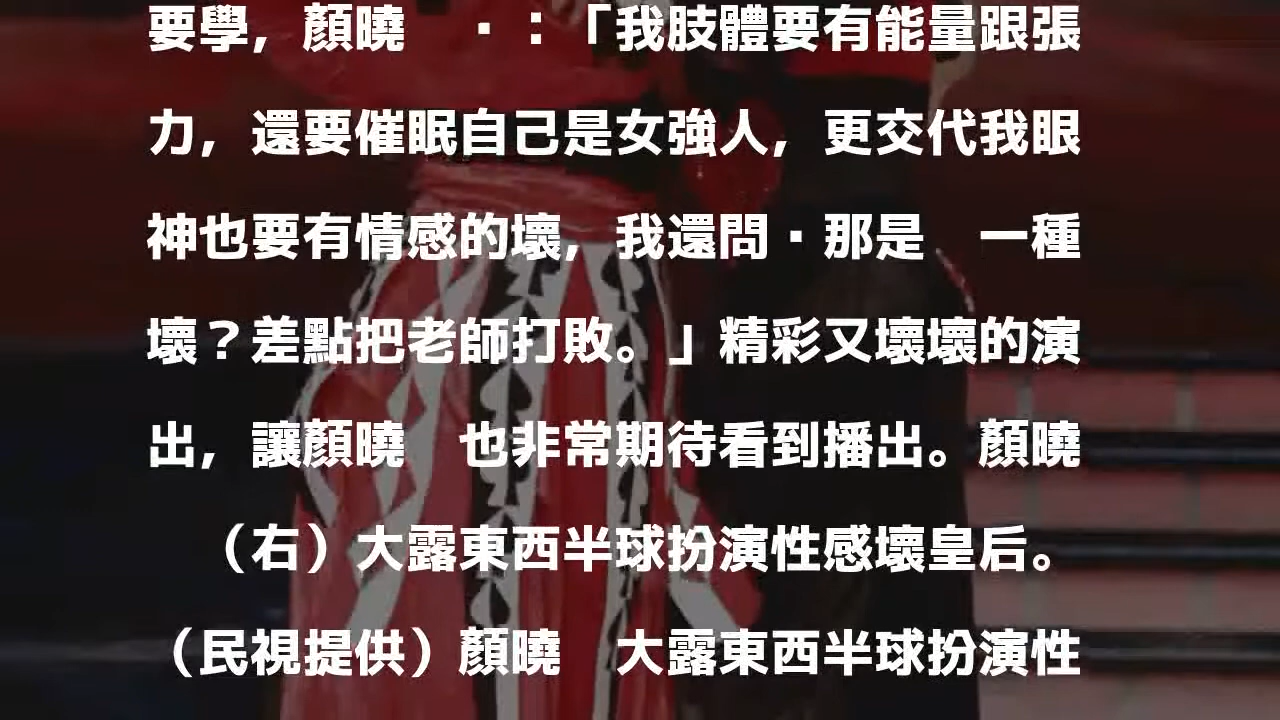 要學，顏曉　·：「我肢體要有能量跟張
力，還要催眠自己是女強人，更交代我眼
神也要有情感的壞，我還問·那是　一種
壞？差點把老師打敗。」精彩又壞壞的演
出，讓顏曉　也非常期待看到播出。顏曉
（右）大露東西半球扮演性感壞皇后。
（民視提供）顏曉　大露東西半球扮演性